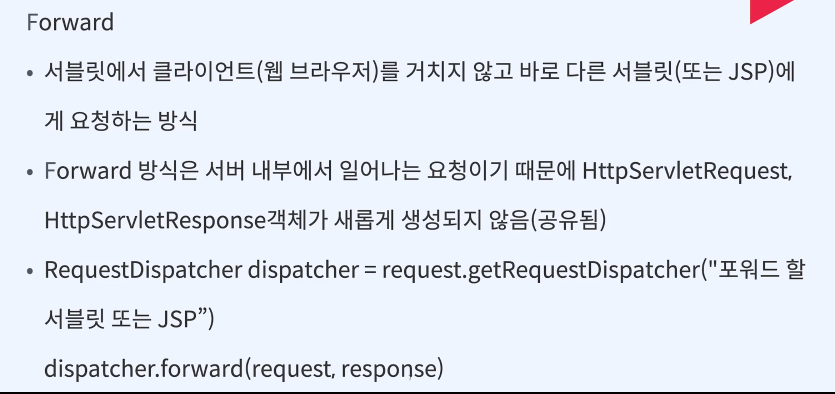 Forward
• 서블릿에서 클라이언트(웹 브라우저)를 거치지 않고 바로 다른 서블릿(또는 JSP)에
게 요청하는 방식
• Forward 방식은 서버 내부에서 일어나는 요청이기 때문에 HttpServletRequest,
HttpServletResponse객체가 새롭게 생성되지 않음(공유됨)
• RequestDispatcher dispatcher = request.getRequestDispatcher("포워드 할
서블릿 또는 JSP”)
dispatcher.forward(request, response)